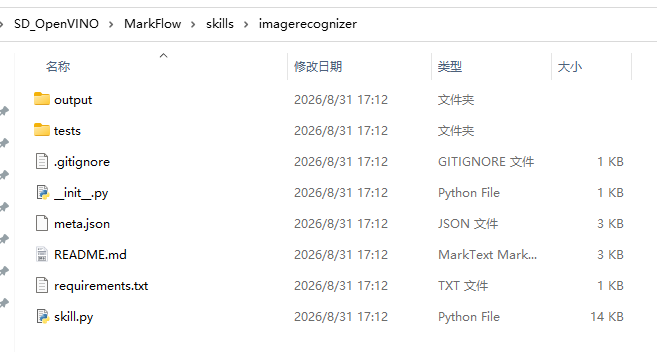 SD_OpenVINO > MarkFlow > skills > imagerecognizer
名称 修改日期 类型 大小
output 2026/8/31 17:12 文件夹
tests 2026/8/31 17:12 文件夹
.gitignore 2026/8/31 17:12 GITIGNORE 文件 1 KB
__init__.py 2026/8/31 17:12 Python File 1 KB
meta.json 2026/8/31 17:12 JSON 文件 3 KB
README.md 2026/8/31 17:12 MarkText Mark... 3 KB
requirements.txt 2026/8/31 17:12 TXT 文件 1 KB
skill.py 2026/8/31 17:12 Python File 14 KB